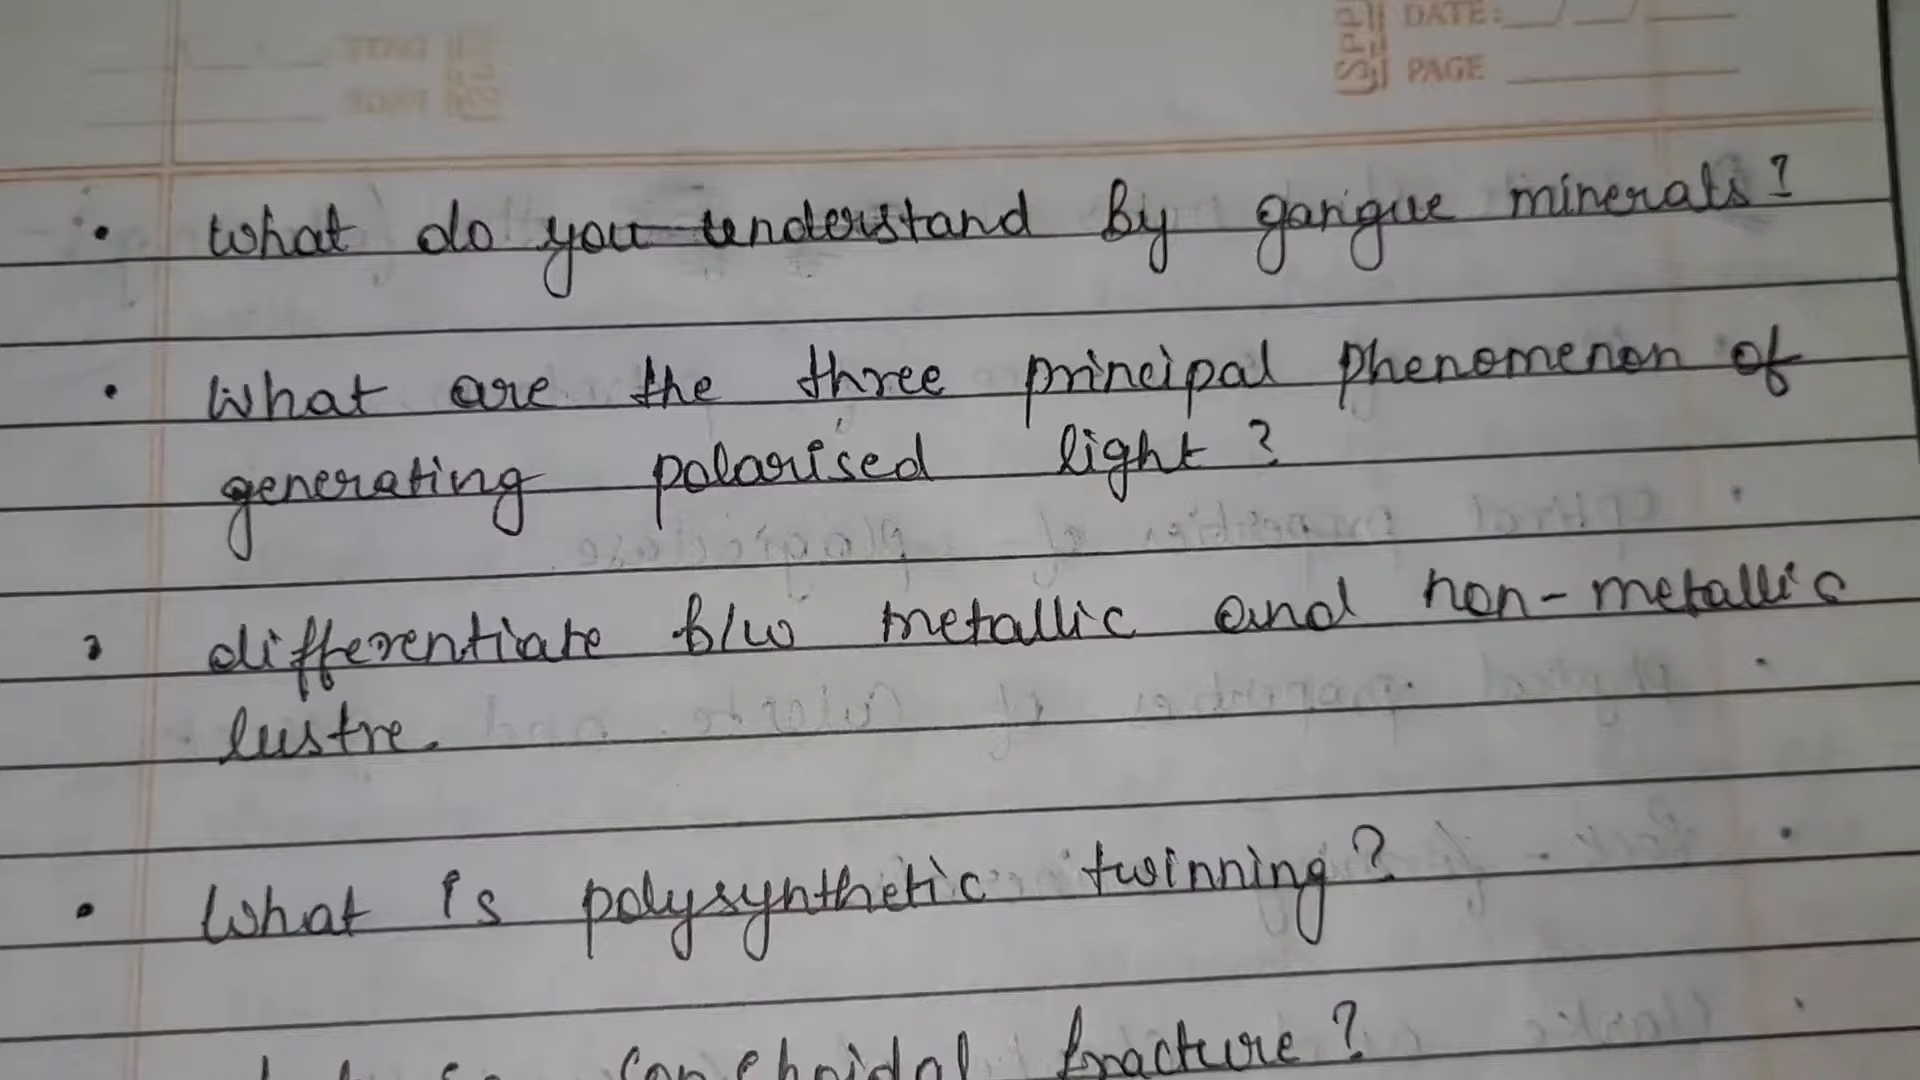 DATE:
PAGE
• What do you understand By gangue minerals?
• What are the three principal phenomenon of
generating polarised light?
• differentiate b/w metallic and non-metallic
lustre.
• What is polysynthetic twinning?
conchoidal fracture?